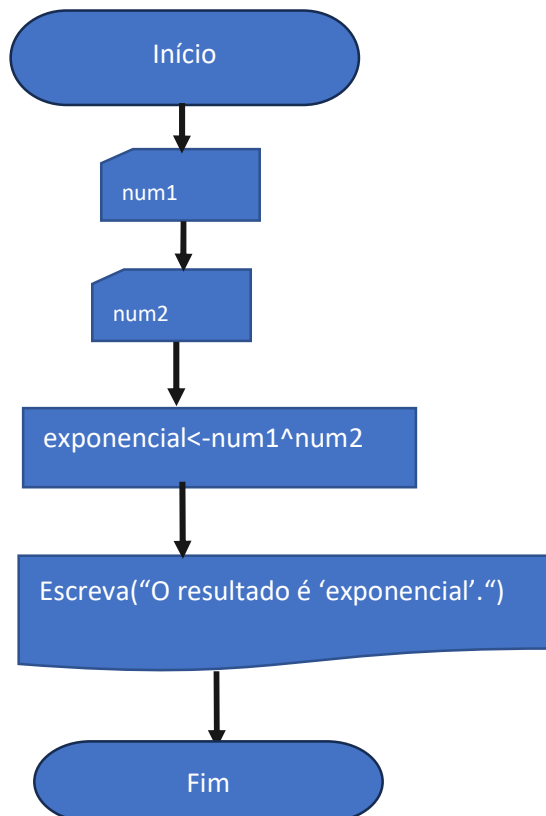 Início
num1
num2
exponencial<-num1^num2
Escreva(“O resultado é ‘exponencial’.“)
Fim